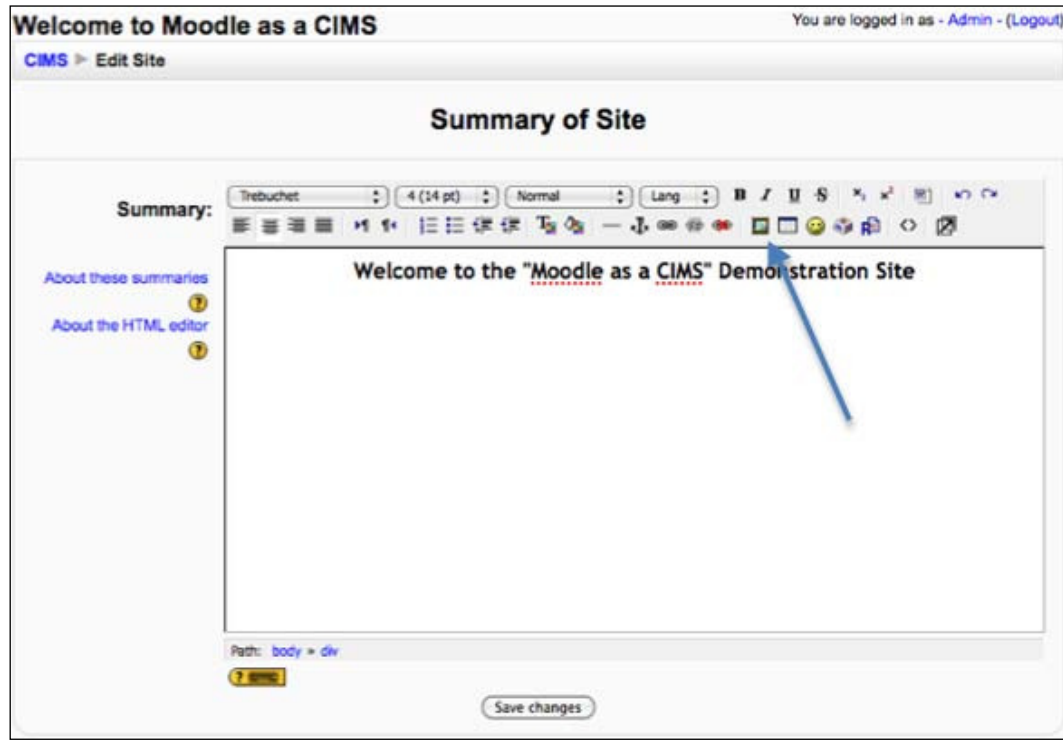 Welcome to Moodle as a CIMS
You are logged in as - Admin - (Logout)
CIMS ► Edit Site
Summary of Site
Summary:
Trebuchet 4 (14 pt) Normal Lang B I U S
About these summaries
About the HTML editor
Welcome to the "Moodle as a CIMS" Demonstration Site
Path: body » div
Save changes